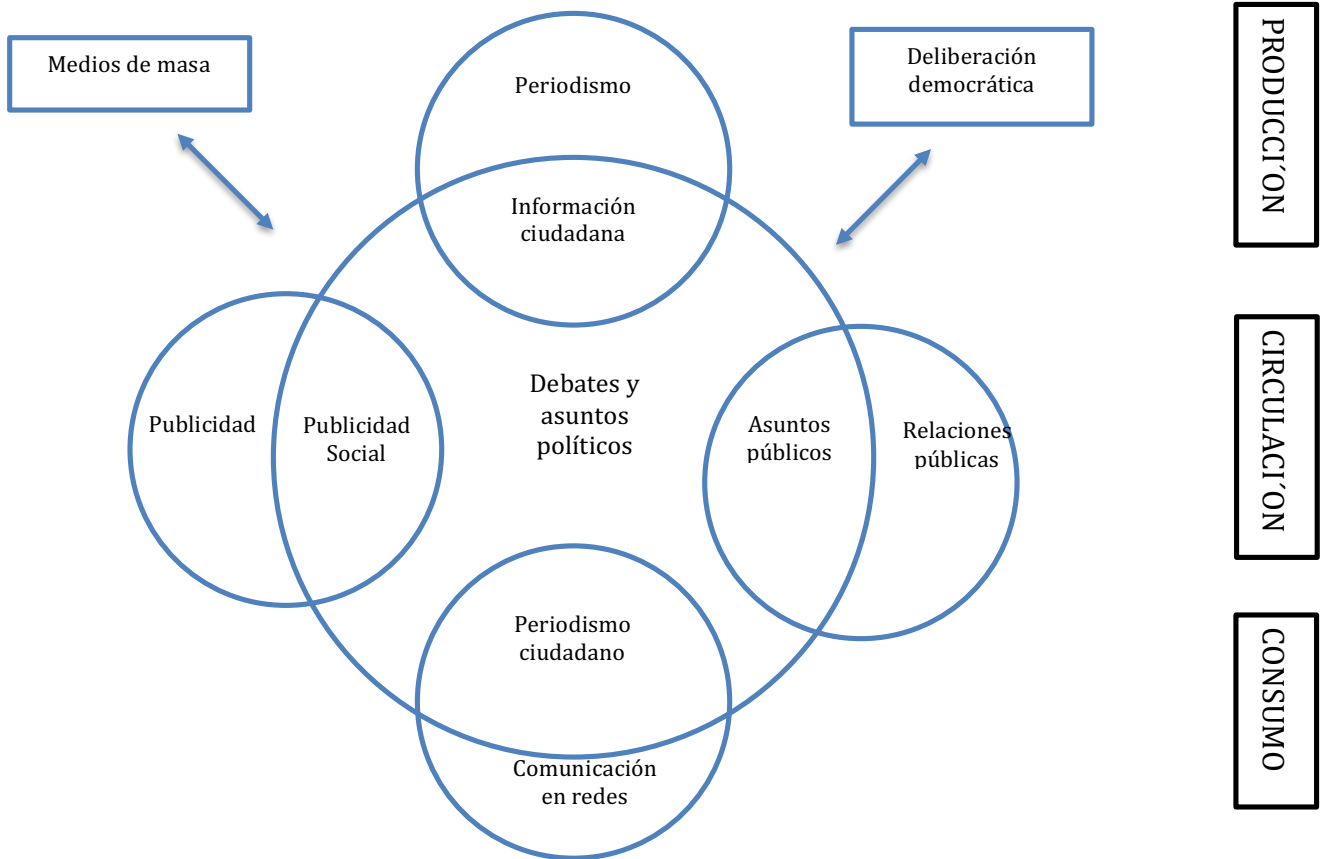 Medios de masa
Periodismo
Deliberación
democrática
PRODUCCI´ON
Información
ciudadana
Debates y
asuntos
políticos
Publicidad
Publicidad
Social
Asuntos
públicos
Relaciones
públicas
CIRCULACI´ON
Periodismo
ciudadano
Comunicación
en redes
CONSUMO